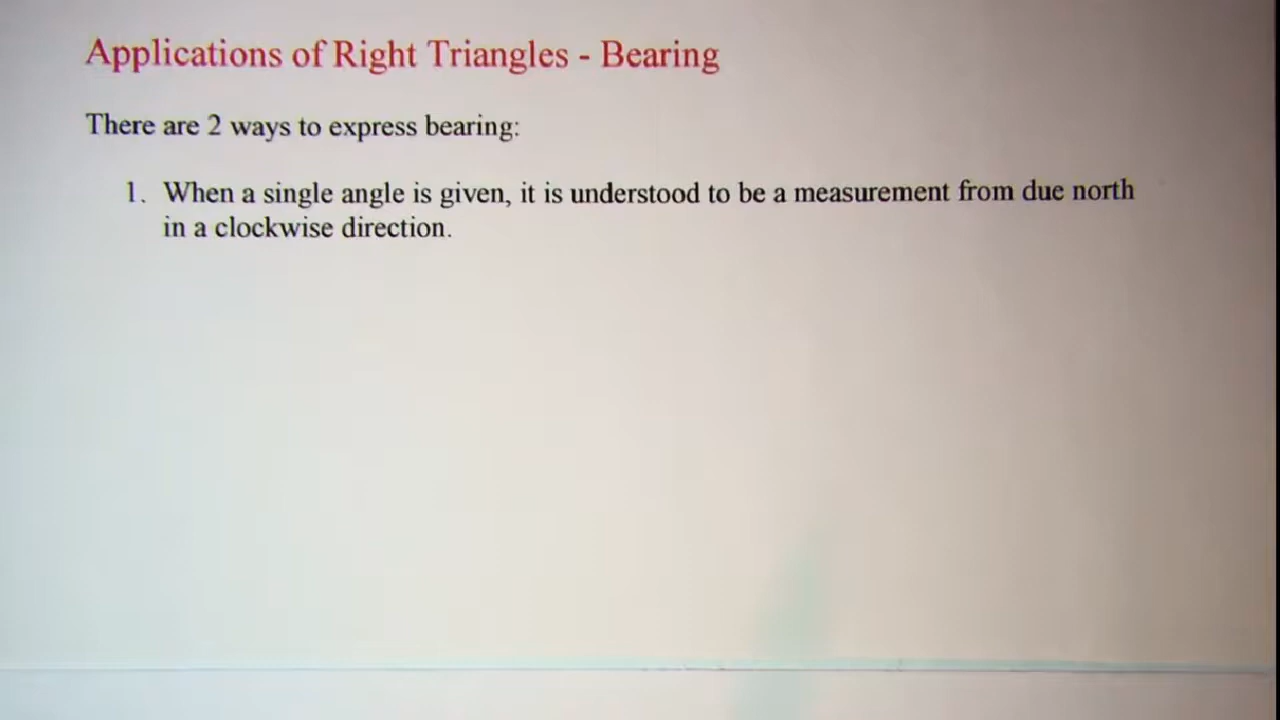 Applications of Right Triangles - Bearing
There are 2 ways to express bearing:
1. When a single angle is given, it is understood to be a measurement from due north
in a clockwise direction.